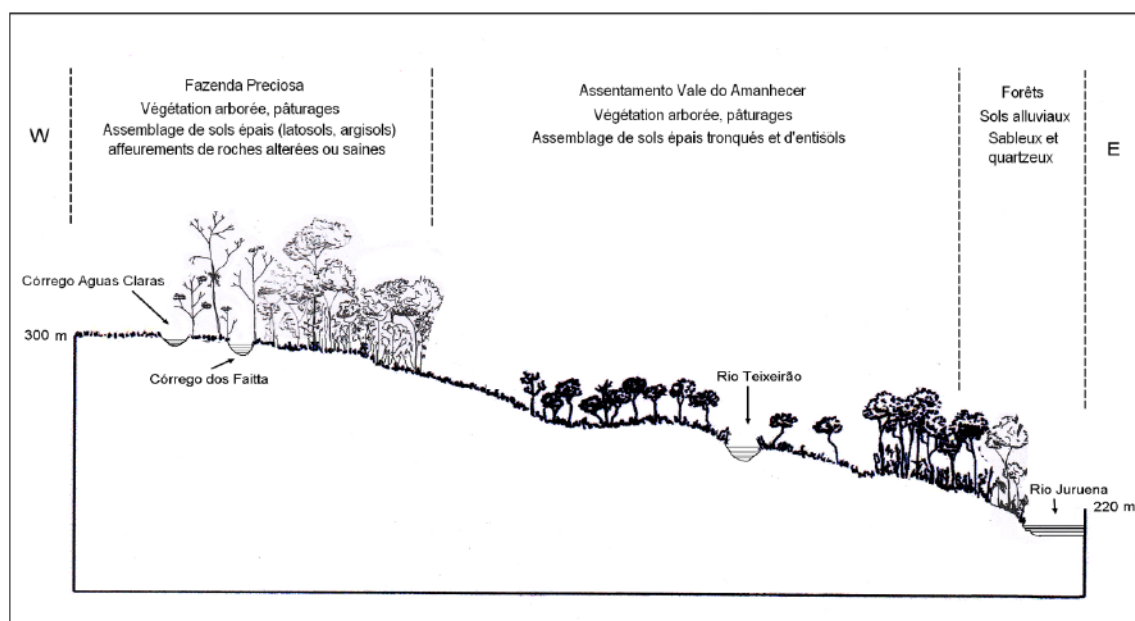 Fazenda Preciosa
Végétation arborée, pâturages
Assemblage de sols épais (latosols, argisols)
affeurements de roches alterées ou saines
Assentamento Vale do Amanhecer
Végétation arborée, pâturages
Assemblage de sols épais tronqués et d'entisols
Forêts
Sols alluviaux
Sableux et
quartzeux
W
E
Córrego Aguas Claras
300 m
Córrego dos Faitta
Rio Teixeirão
Rio Juruena
220 m